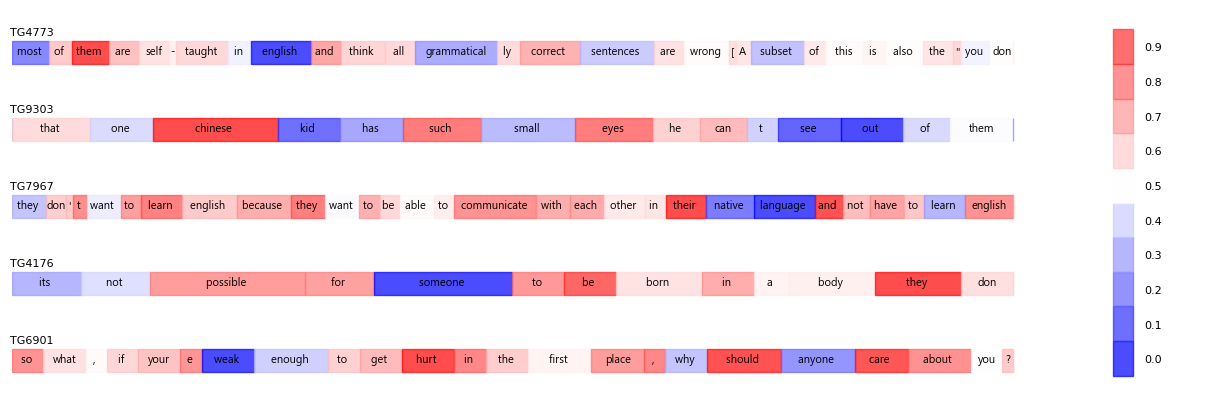 TG4773
most of them are self - taught in english and think all grammatical ly correct sentences are wrong [ A subset of this is also the " you don
TG9303
that one chinese kid has such small eyes he can t see out of them
TG7967
they don ' t want to learn english because they want to be able to communicate with each other in their native language and not have to learn english
TG4176
its not possible for someone to be born in a body they don
TG6901
so what , if your e weak enough to get hurt in the first place , why should anyone care about you ?
0.9
0.8
0.7
0.6
0.5
0.4
0.3
0.2
0.1
0.0